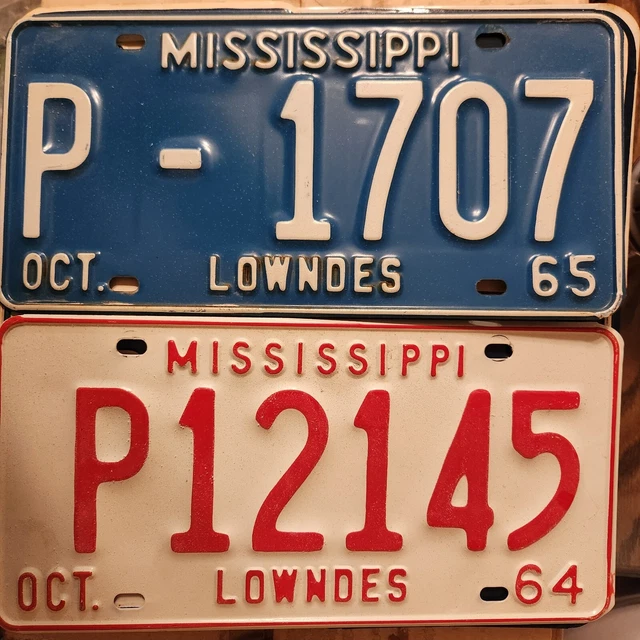 MISSISSIPPI
P - 1707
OCT. LOWNDES 65
MISSISSIPPI
P12145
OCT. LOWNDES 64